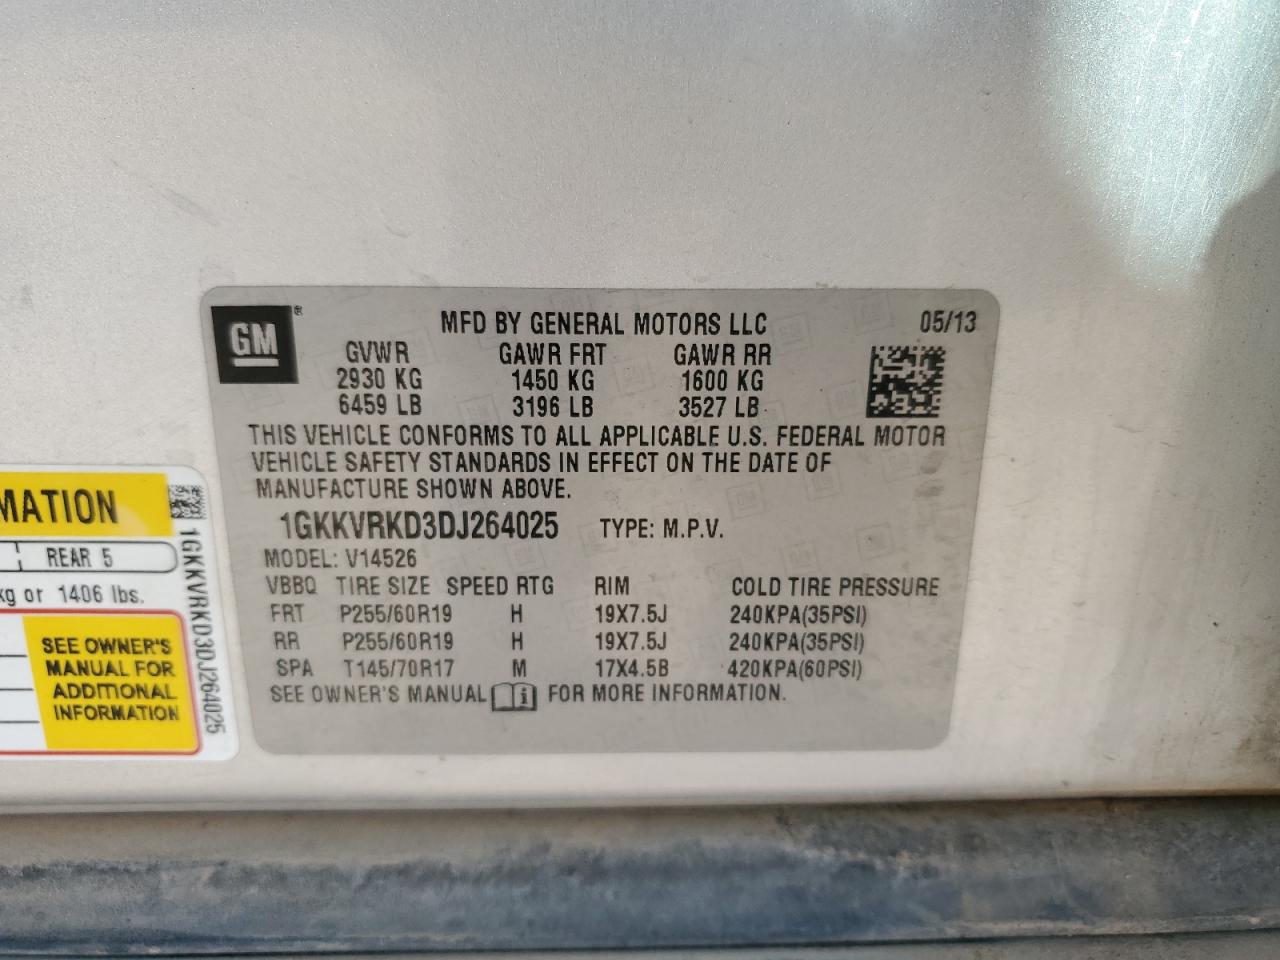 GM ®
MFD BY GENERAL MOTORS LLC 05/13
GVWR GAWR FRT GAWR RR
2930 KG 1450 KG 1600 KG
6459 LB 3196 LB 3527 LB
THIS VEHICLE CONFORMS TO ALL APPLICABLE U.S. FEDERAL MOTOR
VEHICLE SAFETY STANDARDS IN EFFECT ON THE DATE OF
MANUFACTURE SHOWN ABOVE.
1GKKVRKD3DJ264025 TYPE: M.P.V.
MODEL: V14526
VBBQ TIRE SIZE SPEED RTG RIM COLD TIRE PRESSURE
FRT P255/60R19 H 19X7.5J 240KPA(35PSI)
RR P255/60R19 H 19X7.5J 240KPA(35PSI)
SPA T145/70R17 M 17X4.5B 420KPA(60PSI)
SEE OWNER'S MANUAL i FOR MORE INFORMATION.
MATION
REAR 5
kg or 1406 lbs.
SEE OWNER'S
MANUAL FOR
ADDITIONAL
INFORMATION
1GKKVRKD3DJ264025